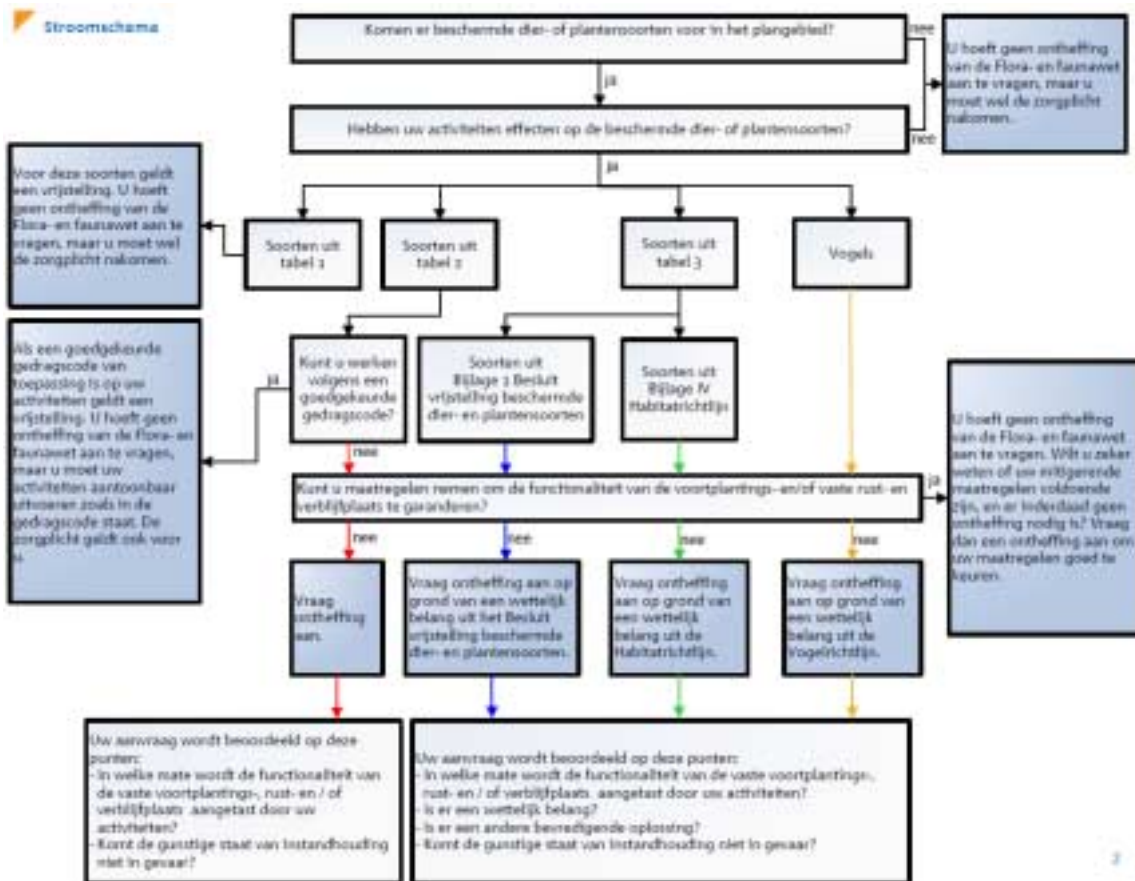 Stroomschema
Komen er beschermde dier- of plantensoorten voor in het plangebied?
nee
U hoeft geen ontheffing
van de Flora- en faunawet
aan te vragen, maar u
moet wel de zorgplicht
nakomen.
ja
Hebben uw activiteiten effecten op de beschermde dier- of plantensoorten?
nee
ja
Voor deze soorten geldt
een vrijstelling. U hoeft
geen ontheffing van de
Flora- en faunawet aan te
vragen, maar u moet wel
de zorgplicht nakomen.
Soorten uit
tabel 1
Soorten uit
tabel 2
Soorten uit
tabel 3
Vogels
Als een goedgekeurde
gedragscode van
toepassing is op uw
activiteiten geldt een
vrijstelling. U hoeft geen
ontheffing van de Flora- en
faunawet aan te vragen,
maar u moet uw
activiteiten aantoonbaar
uitvoeren zoals in de
gedragscode staat. De
zorgplicht geldt ook voor
u.
ja
Kunt u werken
volgens een
goedgekeurde
gedragscode?
Soorten uit
Bijlage 1 Besluit
vrijstelling beschermde
dier- en plantensoorten
Soorten uit
Bijlage IV
Habitatrichtlijn
nee
Kunt u maatregelen nemen om de functionaliteit van de voortplantings- en/of vaste rust- en
verblijfplaats te garanderen?
ja
U hoeft geen ontheffing
van de Flora- en faunawet
aan te vragen. Wilt u zeker
weten of uw mitigerende
maatregelen voldoende
zijn, en er inderdaad geen
ontheffing nodig is? Vraag
dan een ontheffing aan om
uw maatregelen goed te
keuren.
nee
nee
nee
nee
Vraag
ontheffing
aan.
Vraag ontheffing aan op
grond van een wettelijk
belang uit het Besluit
vrijstelling beschermde
dier- en plantensoorten.
Vraag ontheffing
aan op grond van
een wettelijk
belang uit de
Habitatrichtlijn.
Vraag ontheffing
aan op grond van
een wettelijk
belang uit de
Vogelrichtlijn.
Uw aanvraag wordt beoordeeld op deze
punten:
- In welke mate wordt de functionaliteit van
de vaste voortplantings-, rust- en / of
verblijfplaats aangetast door uw
activiteiten?
- Komt de gunstige staat van instandhouding
niet in gevaar?
Uw aanvraag wordt beoordeeld op deze punten:
- In welke mate wordt de functionaliteit van de vaste voortplantings-,
rust- en / of verblijfplaats aangetast door uw activiteiten?
- Is er een wettelijk belang?
- Is er een andere bevredigende oplossing?
- Komt de gunstige staat van instandhouding niet in gevaar?
2